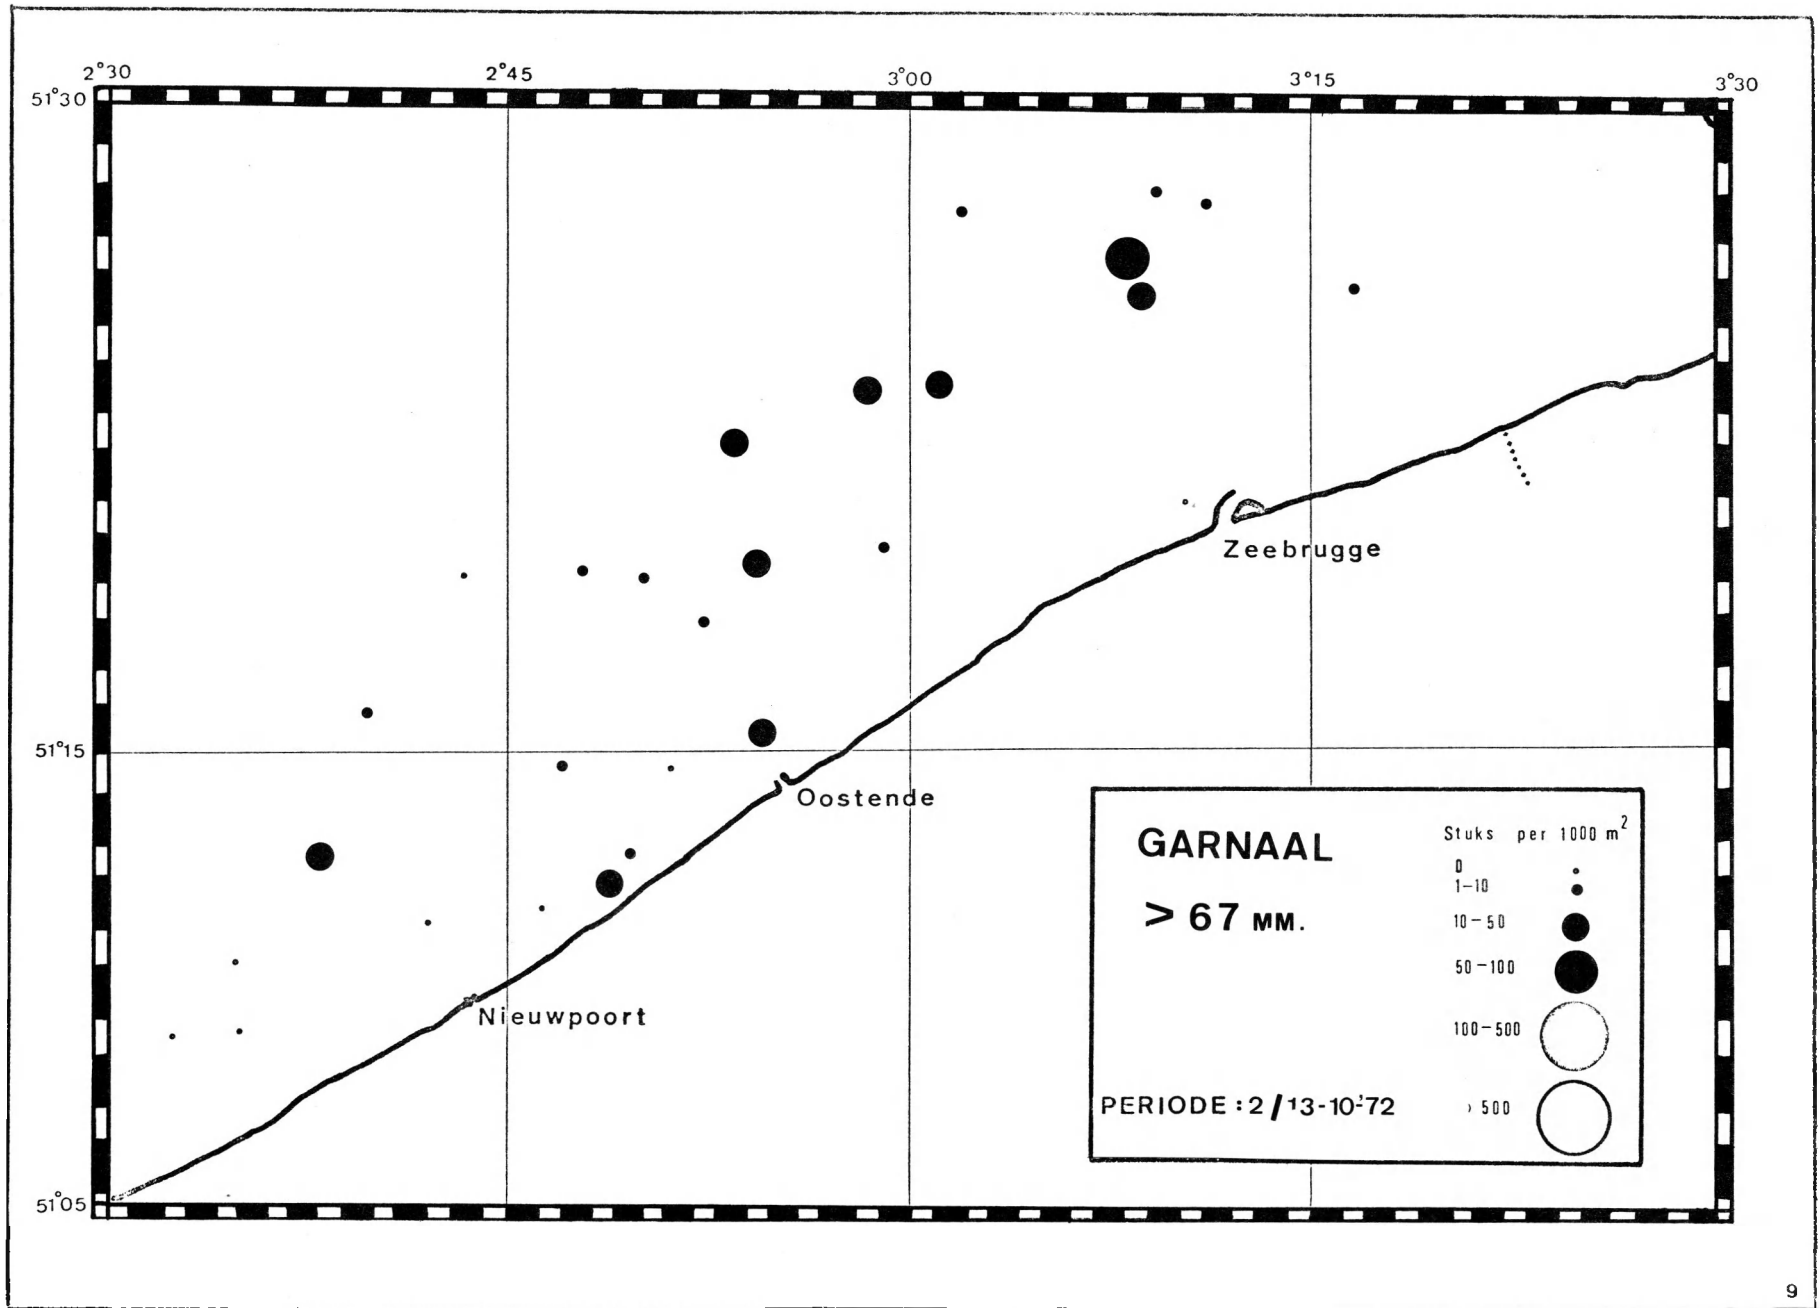 2°30 2°45 3°00 3°15 3°30
51°30
Zeebrugge
51°15
Oostende
GARNAAL
> 67 MM.
Stuks per 1000 m²
0
1-10
10-50
50-100
100-500
> 500
PERIODE : 2/13-10-'72
Nieuwpoort
51°05
9